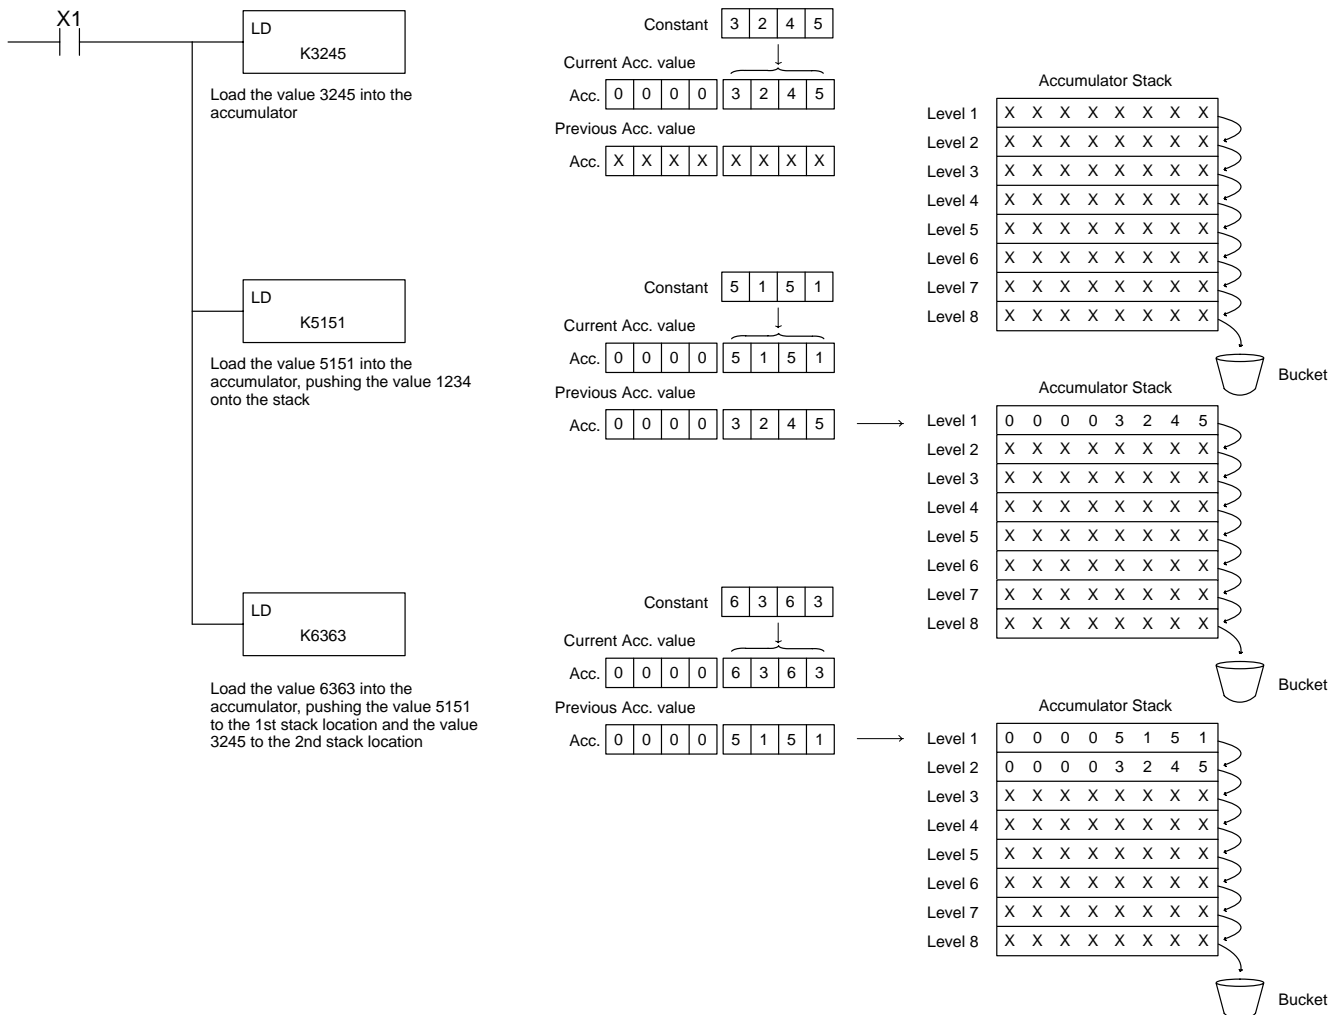 X1
LD
K3245
Load the value 3245 into the
accumulator
Constant 3 2 4 5
Current Acc. value
Acc. 0 0 0 0 3 2 4 5
Previous Acc. value
Acc. X X X X X X X X
Accumulator Stack
Level 1 X X X X X X X X
Level 2 X X X X X X X X
Level 3 X X X X X X X X
Level 4 X X X X X X X X
Level 5 X X X X X X X X
Level 6 X X X X X X X X
Level 7 X X X X X X X X
Level 8 X X X X X X X X
Bucket
LD
K5151
Load the value 5151 into the
accumulator, pushing the value 1234
onto the stack
Constant 5 1 5 1
Current Acc. value
Acc. 0 0 0 0 5 1 5 1
Previous Acc. value
Acc. 0 0 0 0 3 2 4 5
Accumulator Stack
Level 1 0 0 0 0 3 2 4 5
Level 2 X X X X X X X X
Level 3 X X X X X X X X
Level 4 X X X X X X X X
Level 5 X X X X X X X X
Level 6 X X X X X X X X
Level 7 X X X X X X X X
Level 8 X X X X X X X X
Bucket
LD
K6363
Load the value 6363 into the
accumulator, pushing the value 5151
to the 1st stack location and the value
3245 to the 2nd stack location
Constant 6 3 6 3
Current Acc. value
Acc. 0 0 0 0 6 3 6 3
Previous Acc. value
Acc. 0 0 0 0 5 1 5 1
Accumulator Stack
Level 1 0 0 0 0 5 1 5 1
Level 2 0 0 0 0 3 2 4 5
Level 3 X X X X X X X X
Level 4 X X X X X X X X
Level 5 X X X X X X X X
Level 6 X X X X X X X X
Level 7 X X X X X X X X
Level 8 X X X X X X X X
Bucket